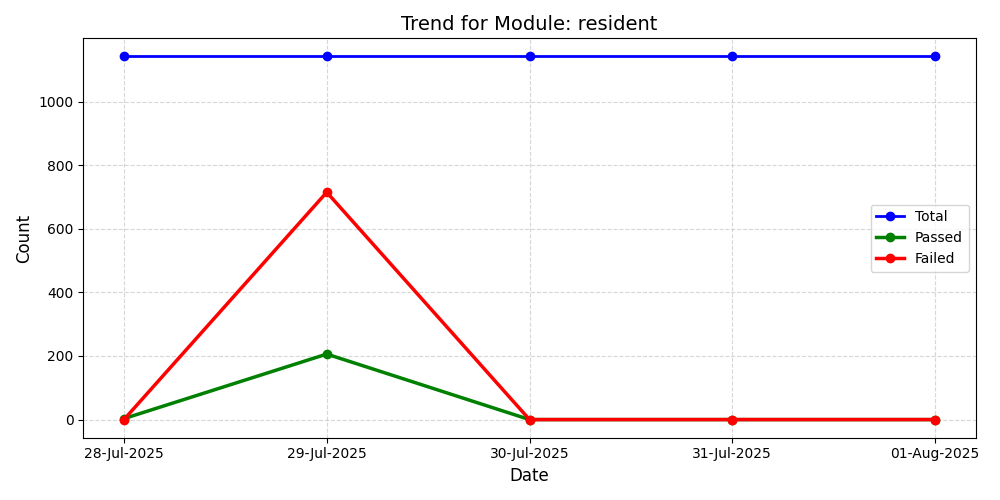 Trend for Module: resident
Count
1000
800
600
400
200
0
Total
Passed
Failed
28-Jul-2025 29-Jul-2025 30-Jul-2025 31-Jul-2025 01-Aug-2025
Date